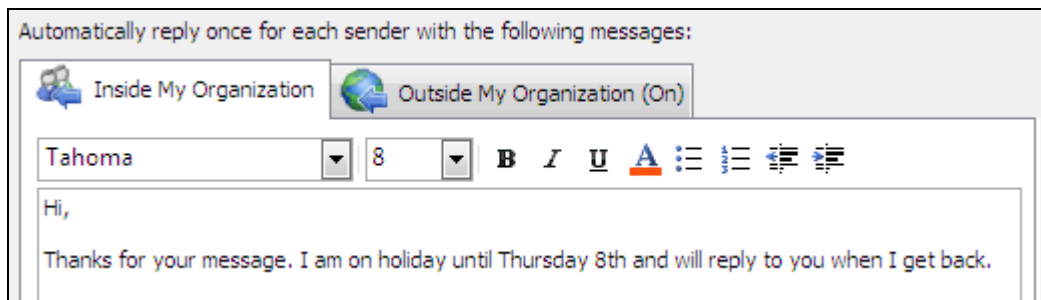 Automatically reply once for each sender with the following messages:
Inside My Organization Outside My Organization (On)
Tahoma 8 B I U A
Hi,
Thanks for your message. I am on holiday until Thursday 8th and will reply to you when I get back.